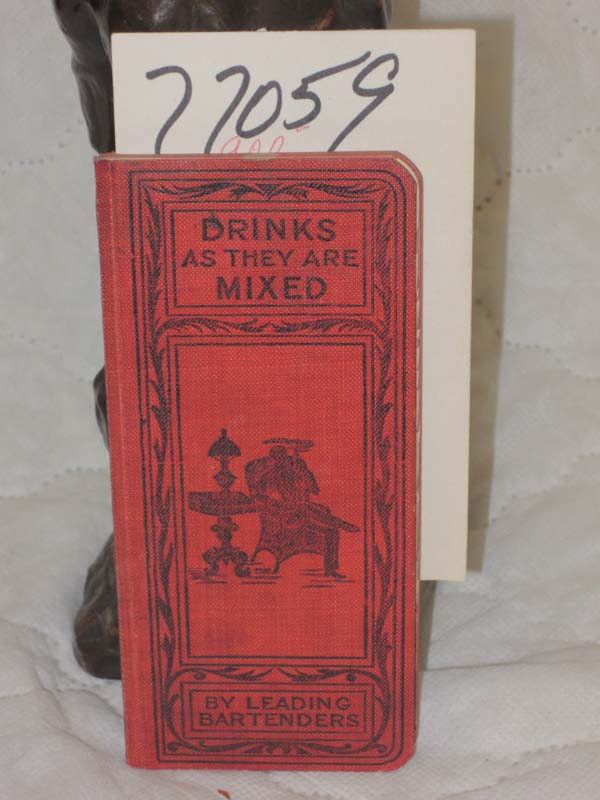 77059
DRINKS
AS THEY ARE
MIXED
BY LEADING
BARTENDERS